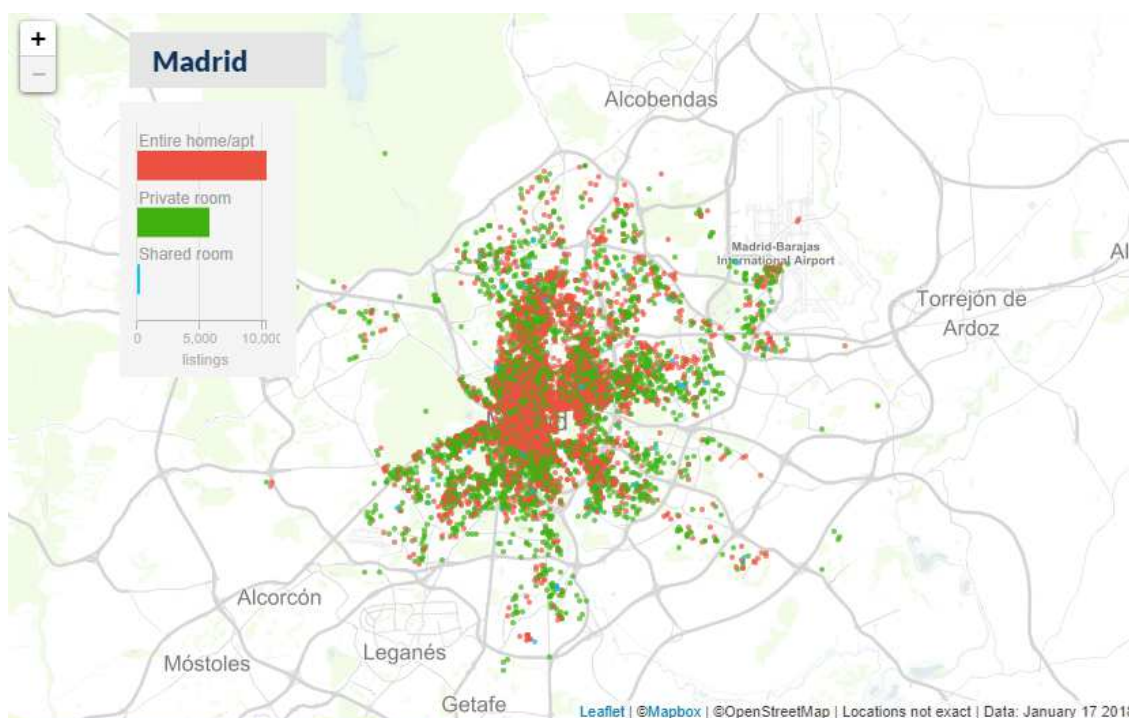 +
−
Madrid
Entire home/apt
Private room
Shared room
0
5,000
10,000
listings
Alcobendas
Madrid-Barajas
International Airport
Torrejón de
Ardoz
Al
Alcorcón
Leganés
Móstoles
Getafe
Leaflet | ©Mapbox | ©OpenStreetMap | Locations not exact | Data: January 17 2018